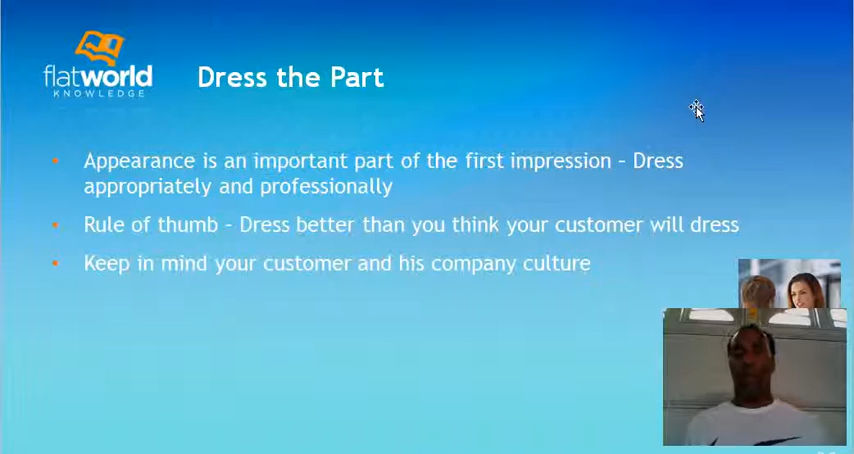 flatworld
KNOWLEDGE
Dress the Part
Appearance is an important part of the first impression – Dress
appropriately and professionally
Rule of thumb – Dress better than you think your customer will dress
Keep in mind your customer and his company culture